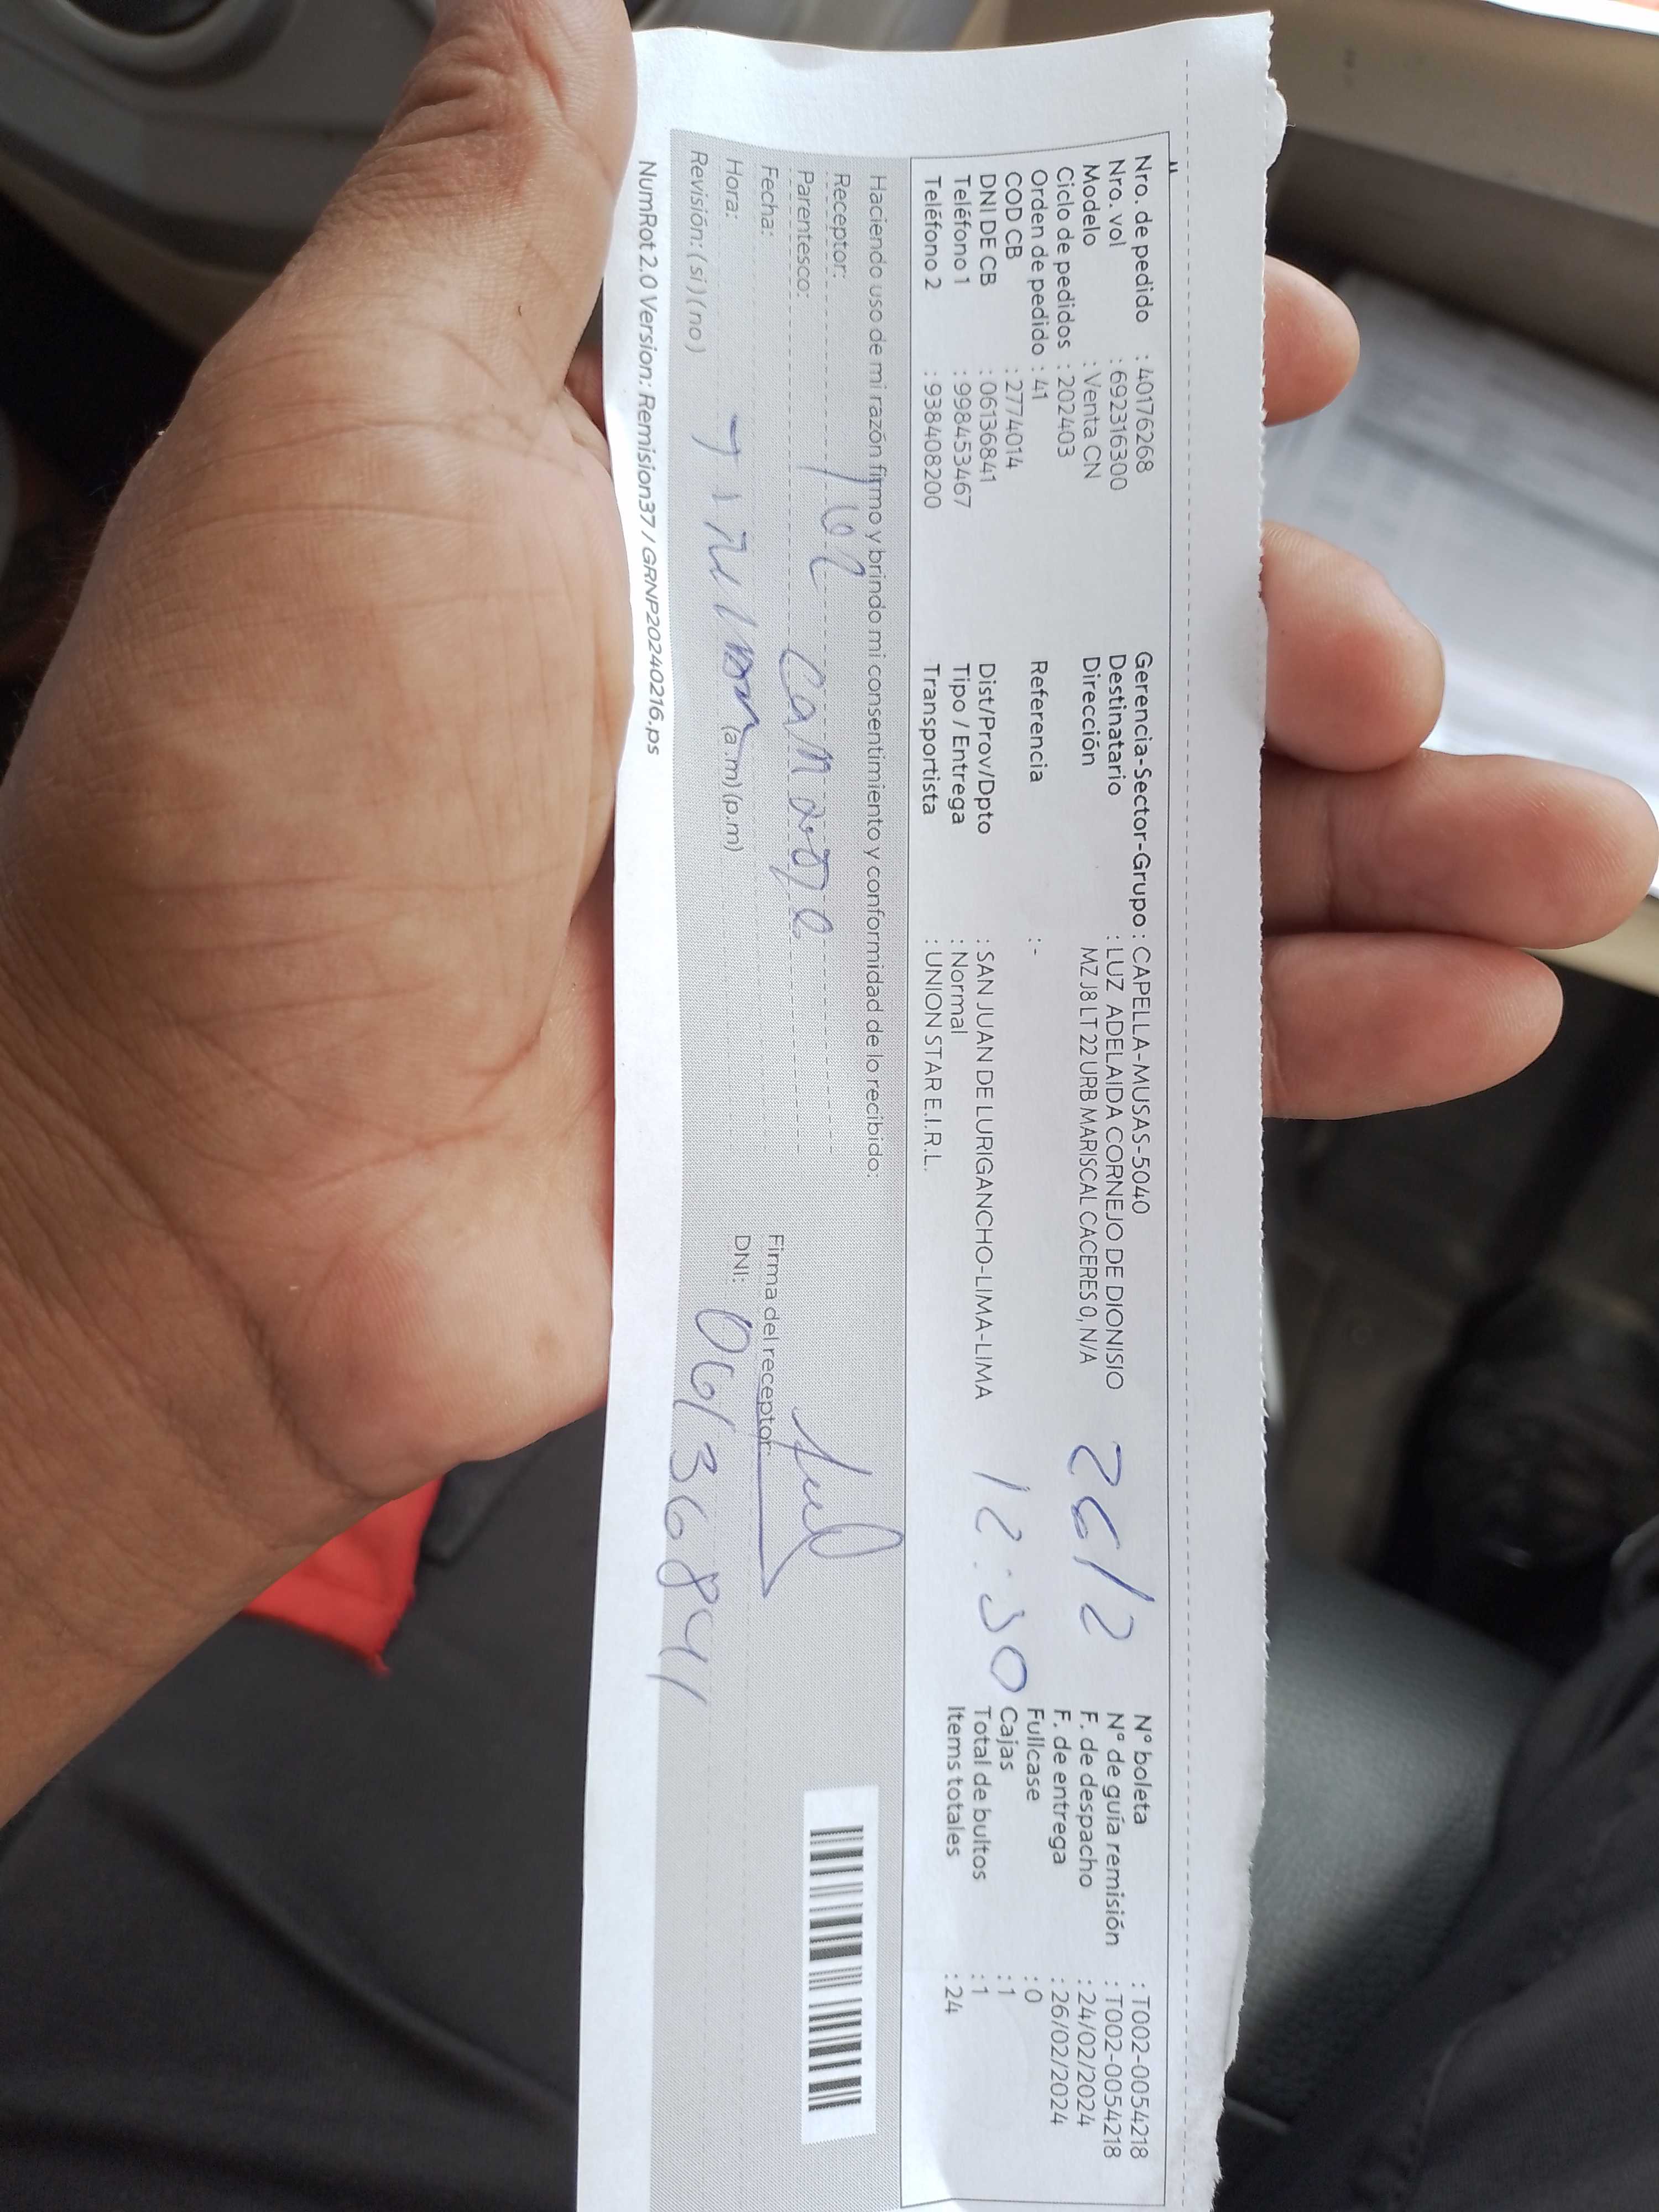 Nro. de pedido : 40176268
Nro. vol : 692316300
Modelo : Venta CN
Ciclo de pedidos : 202403
Orden de pedido : 41
COD CB : 2774014
DNI DE CB : 06136841
Teléfono 1 : 998453467
Teléfono 2 : 938408200
Gerencia-Sector-Grupo : CAPELLA-MUSAS-5040
Destinatario : LUZ ADELAIDA CORNEJO DE DIONISIO
Dirección MZ J8 LT 22 URB MARISCAL CACERES 0, N/A
Referencia : -
Dist/Prov/Dpto : SAN JUAN DE LURIGANCHO-LIMA-LIMA
Tipo / Entrega : Normal
Transportista : UNION STAR E.I.R.L.
26/2
12:30
N° boleta : T002-0054218
N° de guía remisión : T002-0054218
F. de despacho : 24/02/2024
F. de entrega : 26/02/2024
Fullcase : 0
Cajas : 1
Total de bultos : 1
Items totales : 24
Haciendo uso de mi razón firmo y brindo mi consentimiento y conformidad de lo recibido:
Receptor:
Parentesco:
Fecha:
Hora: (a.m) (p.m)
Revisión: ( si ) ( no )
Firma del receptor:
DNI: 06136841
NumRot 2.0 Version: Remision37 / GRNP20240216.ps